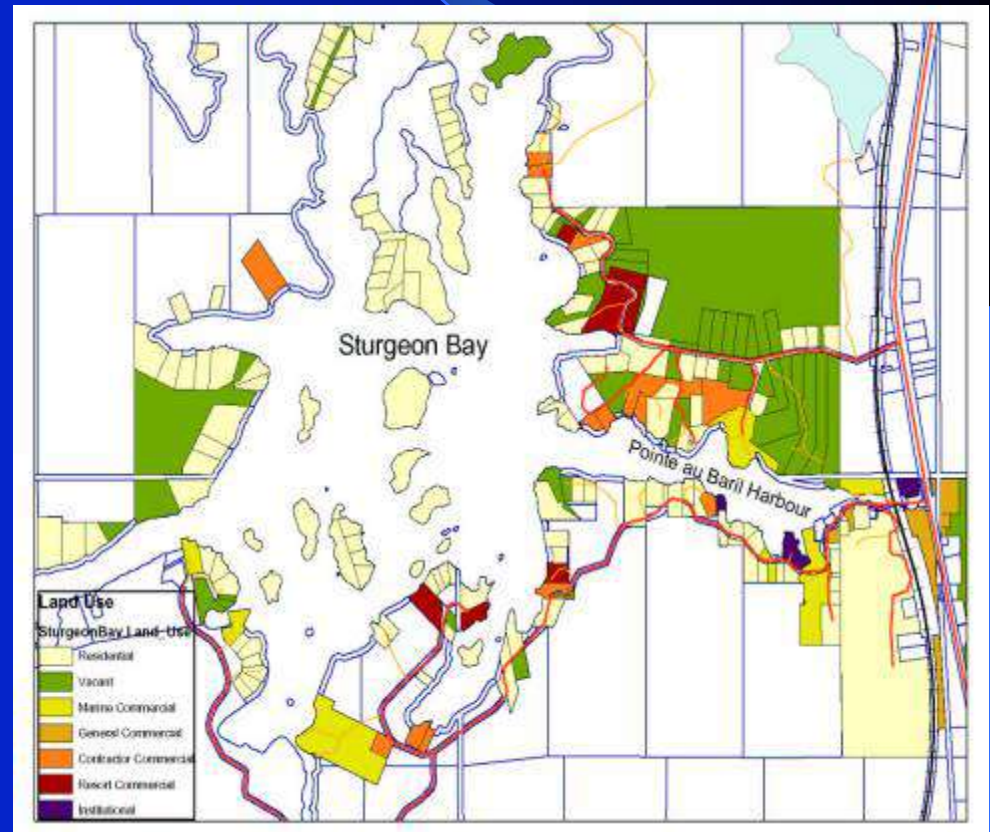 Sturgeon Bay
Pointe au Baril Harbour
Land Use
SturgeonBay Land_Use
Residential
Vacant
Marine Commercial
General Commercial
Contractor Commercial
Resort Commercial
Institutional